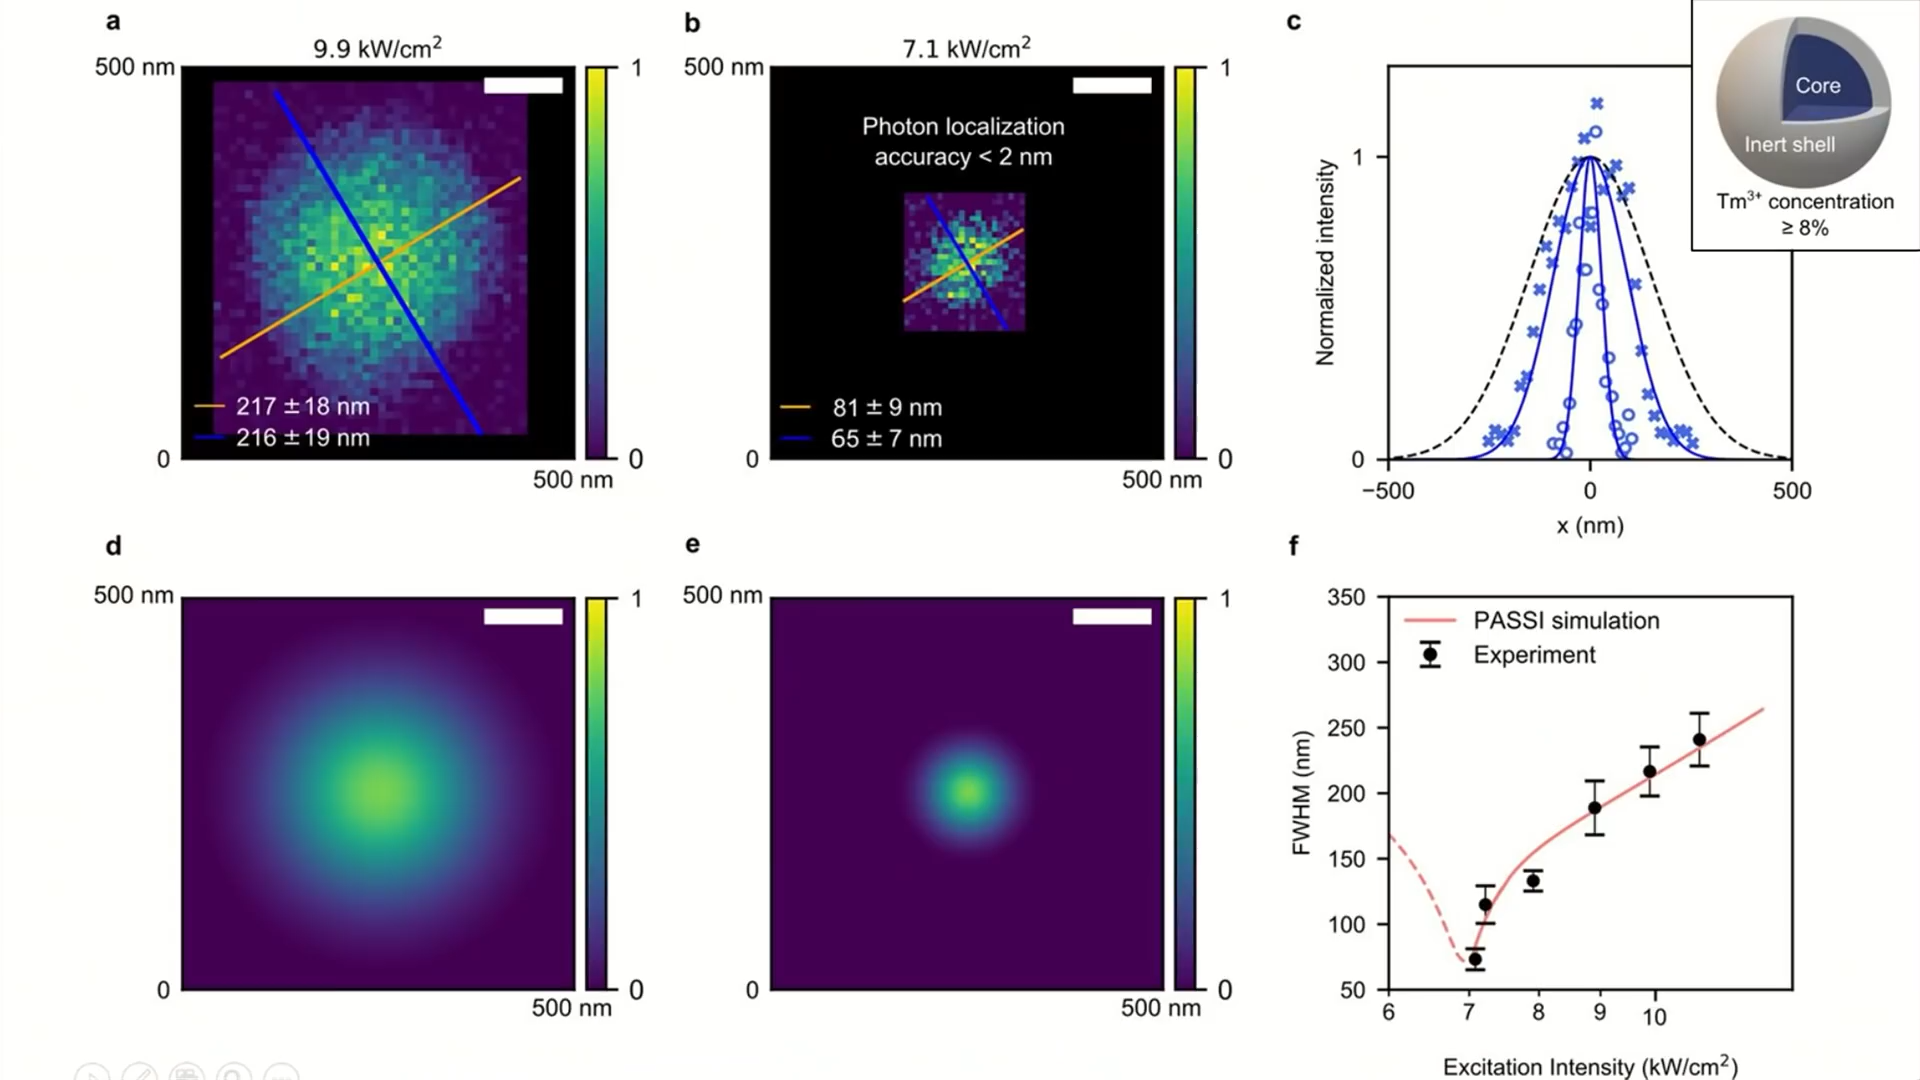 a
9.9 kW/cm²
500 nm
1
217 ± 18 nm
216 ± 19 nm
0
0
500 nm
b
7.1 kW/cm²
500 nm
1
Photon localization
accuracy < 2 nm
81 ± 9 nm
65 ± 7 nm
0
0
500 nm
c
Normalized intensity
1
0
−500
0
500
x (nm)
Core
Inert shell
Tm³⁺ concentration
≥ 8%
d
500 nm
1
0
0
500 nm
e
500 nm
1
0
0
500 nm
f
FWHM (nm)
350
300
250
200
150
100
50
PASSI simulation
Experiment
6
7
8
9
10
Excitation Intensity (kW/cm²)